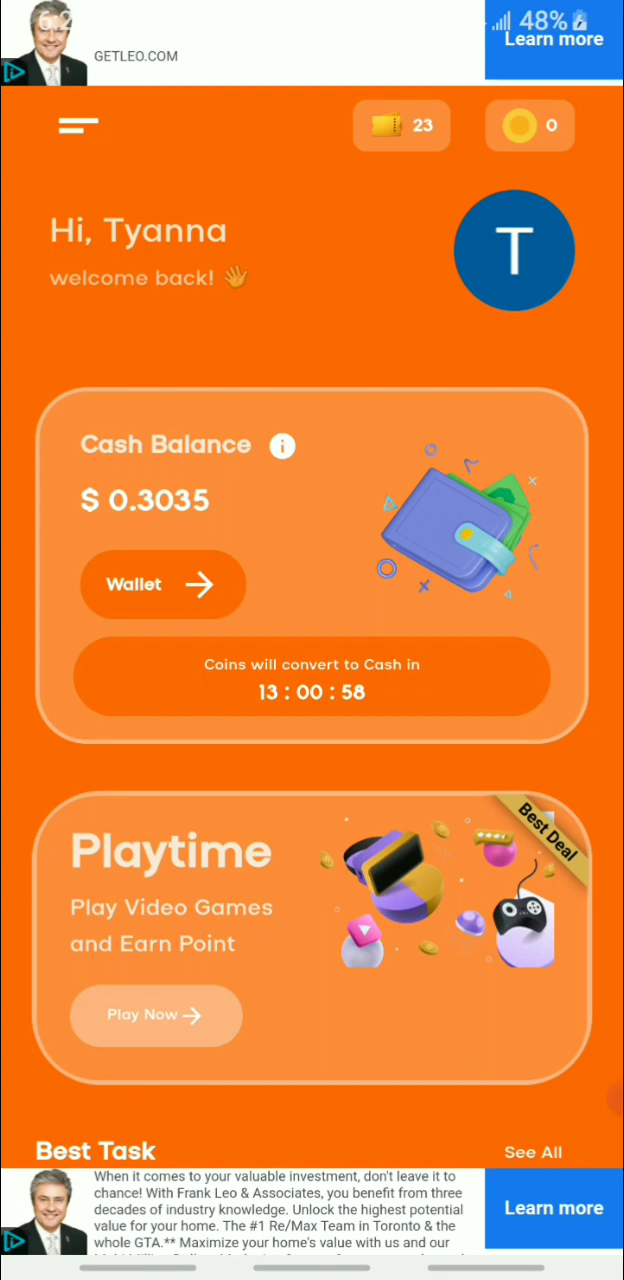 48%
GETLEO.COM
Learn more
23
0
Hi, Tyanna
T
welcome back!
Cash Balance
$ 0.3035
Wallet
Coins will convert to Cash in
13 : 00 : 58
Best Deal
Playtime
Play Video Games
and Earn Point
Play Now
Best Task
See All
When it comes to your valuable investment, don't leave it to
chance! With Frank Leo & Associates, you benefit from three
decades of industry knowledge. Unlock the highest potential
value for your home. The #1 Re/Max Team in Toronto & the
whole GTA.** Maximize your home's value with us and our
Learn more